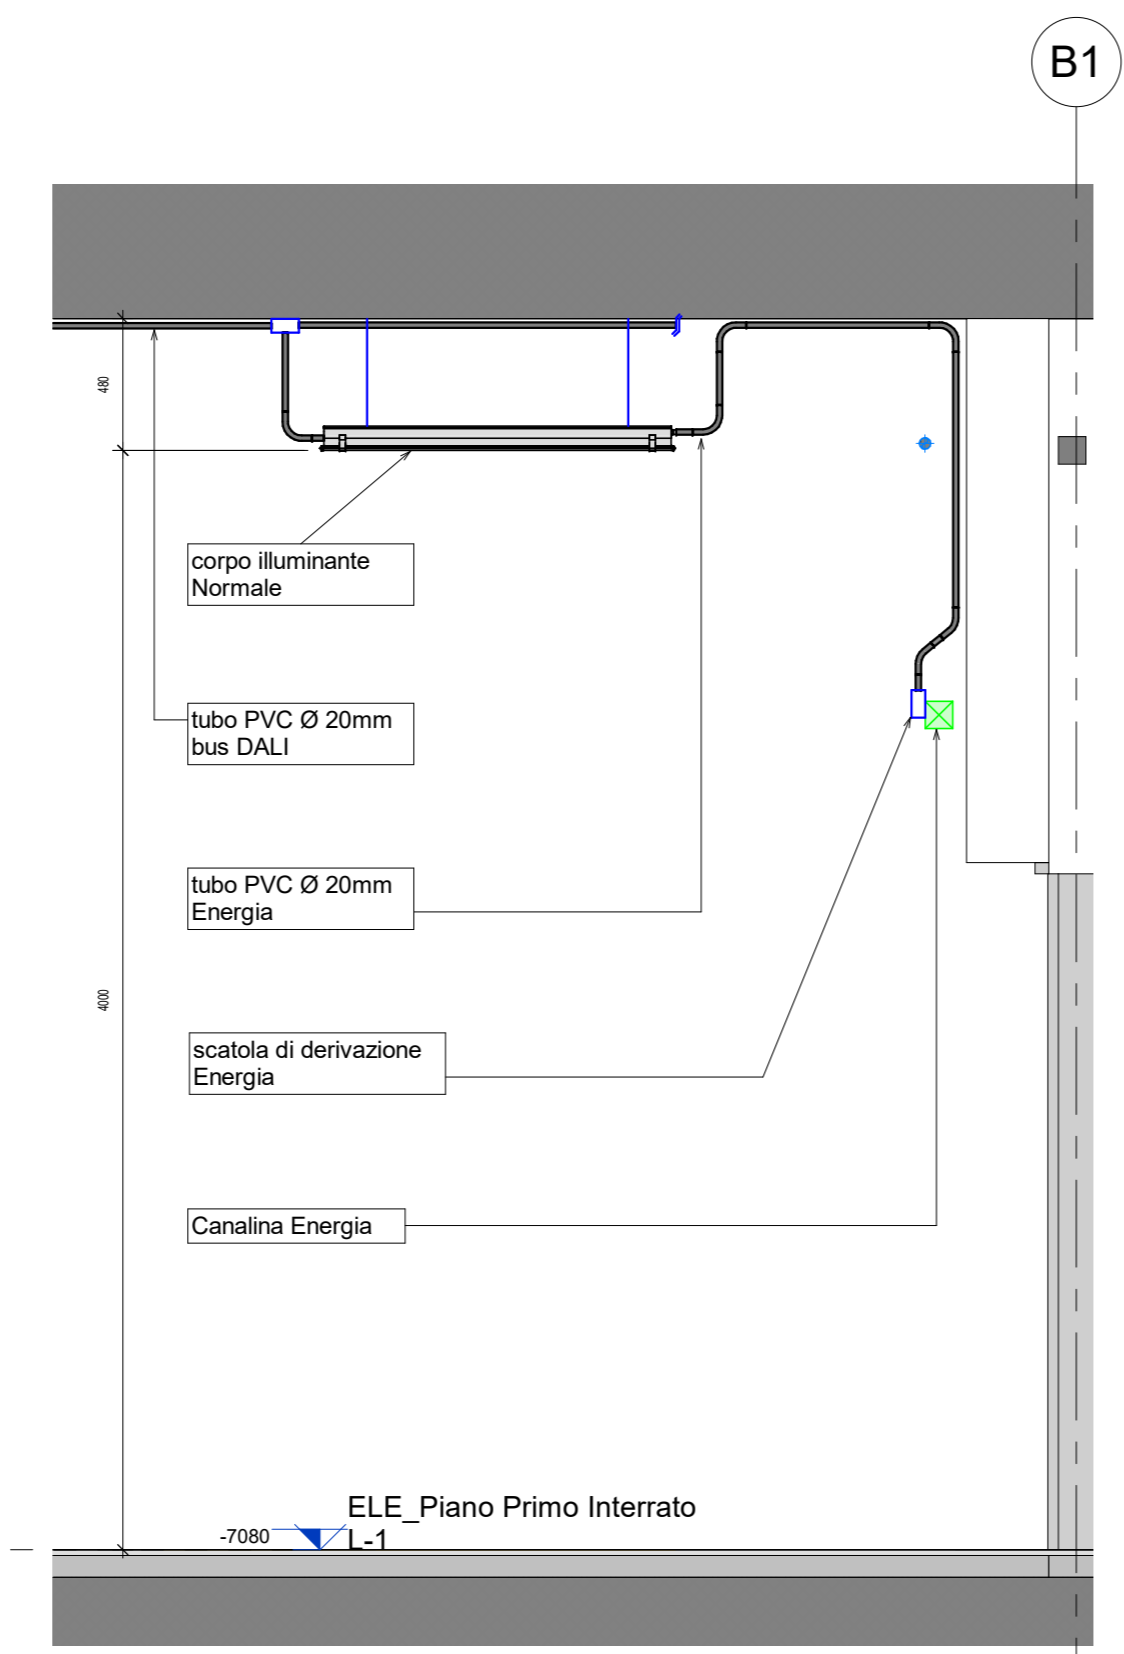 B1
480
corpo illuminante
Normale
tubo PVC Ø 20mm
bus DALI
tubo PVC Ø 20mm
Energia
4000
scatola di derivazione
Energia
Canalina Energia
ELE_Piano Primo Interrato
-7080
L-1